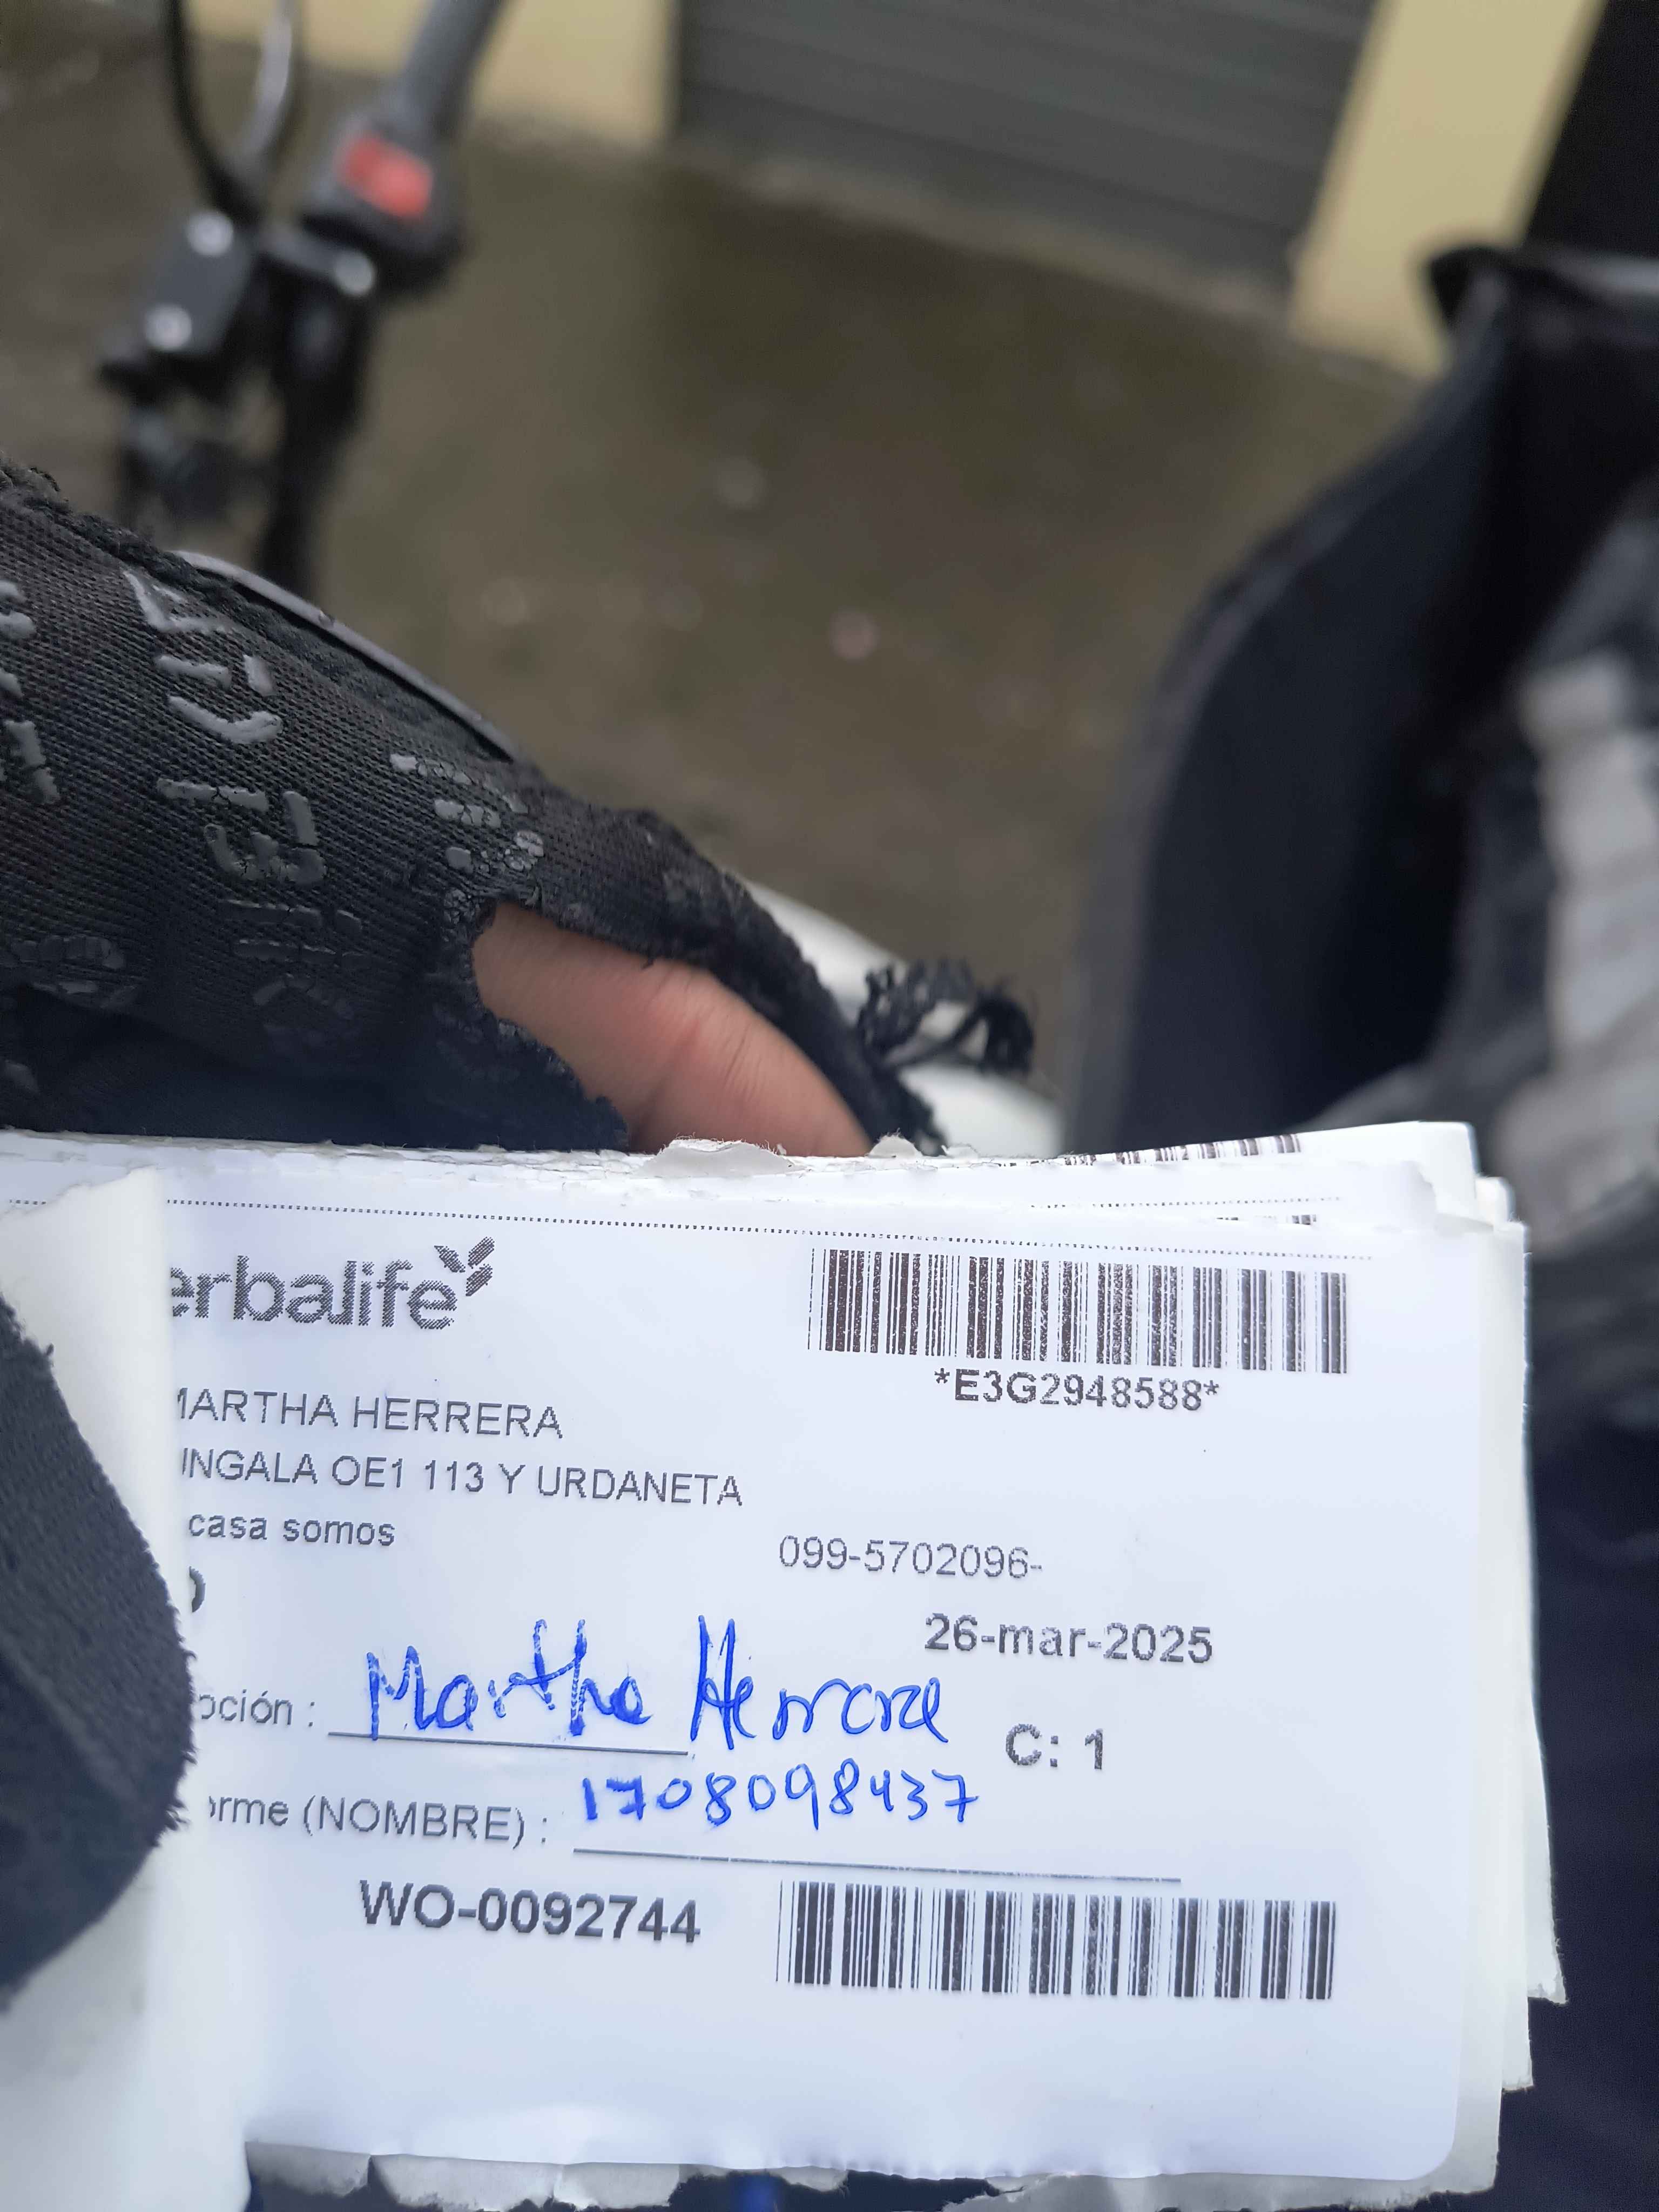 erbalife
*E3G2948588*
MARTHA HERRERA
INGALA OE1 113 Y URDANETA
casa somos
099-5702096-
O
26-mar-2025
pción : Martha Herrera
C: 1
orme (NOMBRE) : 1708098437
WO-0092744